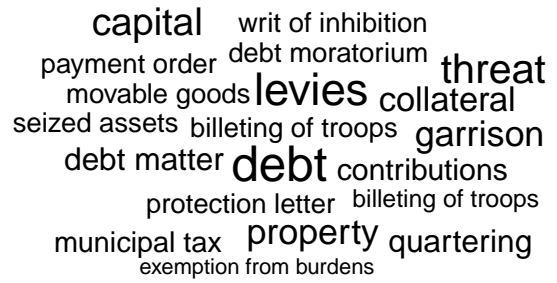 capital writ of inhibition
payment order debt moratorium threat
movable goods levies collateral
seized assets billeting of troops garrison
debt matter debt contributions
protection letter billeting of troops
municipal tax property quartering
exemption from burdens